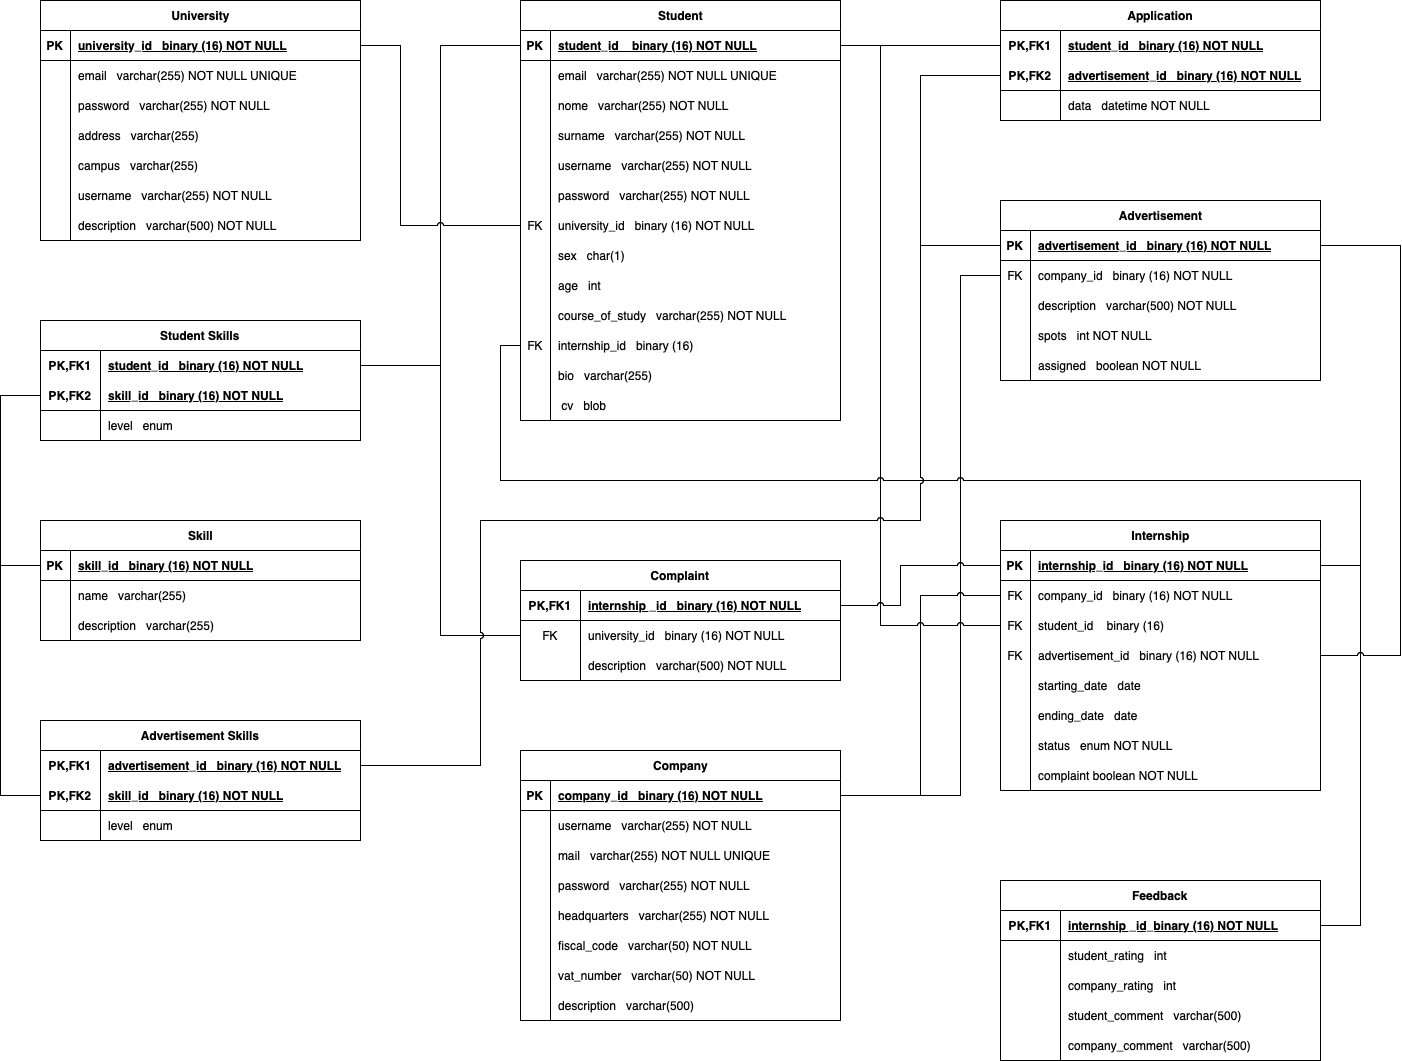 University
PK university_id binary (16) NOT NULL
email varchar(255) NOT NULL UNIQUE
password varchar(255) NOT NULL
address varchar(255)
campus varchar(255)
username varchar(255) NOT NULL
description varchar(500) NOT NULL
Student
PK student_id binary (16) NOT NULL
email varchar(255) NOT NULL UNIQUE
nome varchar(255) NOT NULL
surname varchar(255) NOT NULL
username varchar(255) NOT NULL
password varchar(255) NOT NULL
FK university_id binary (16) NOT NULL
sex char(1)
age int
course_of_study varchar(255) NOT NULL
FK internship_id binary (16)
bio varchar(255)
cv blob
Application
PK,FK1 student_id binary (16) NOT NULL
PK,FK2 advertisement_id binary (16) NOT NULL
data datetime NOT NULL
Advertisement
PK advertisement_id binary (16) NOT NULL
FK company_id binary (16) NOT NULL
description varchar(500) NOT NULL
spots int NOT NULL
assigned boolean NOT NULL
Student Skills
PK,FK1 student_id binary (16) NOT NULL
PK,FK2 skill_id binary (16) NOT NULL
level enum
Skill
PK skill_id binary (16) NOT NULL
name varchar(255)
description varchar(255)
Complaint
PK,FK1 internship_id binary (16) NOT NULL
FK university_id binary (16) NOT NULL
description varchar(500) NOT NULL
Internship
PK internship_id binary (16) NOT NULL
FK company_id binary (16) NOT NULL
FK student_id binary (16)
FK advertisement_id binary (16) NOT NULL
starting_date date
ending_date date
status enum NOT NULL
complaint boolean NOT NULL
Advertisement Skills
PK,FK1 advertisement_id binary (16) NOT NULL
PK,FK2 skill_id binary (16) NOT NULL
level enum
Company
PK company_id binary (16) NOT NULL
username varchar(255) NOT NULL
mail varchar(255) NOT NULL UNIQUE
password varchar(255) NOT NULL
headquarters varchar(255) NOT NULL
fiscal_code varchar(50) NOT NULL
vat_number varchar(50) NOT NULL
description varchar(500)
Feedback
PK,FK1 internship _id binary (16) NOT NULL
student_rating int
company_rating int
student_comment varchar(500)
company_comment varchar(500)